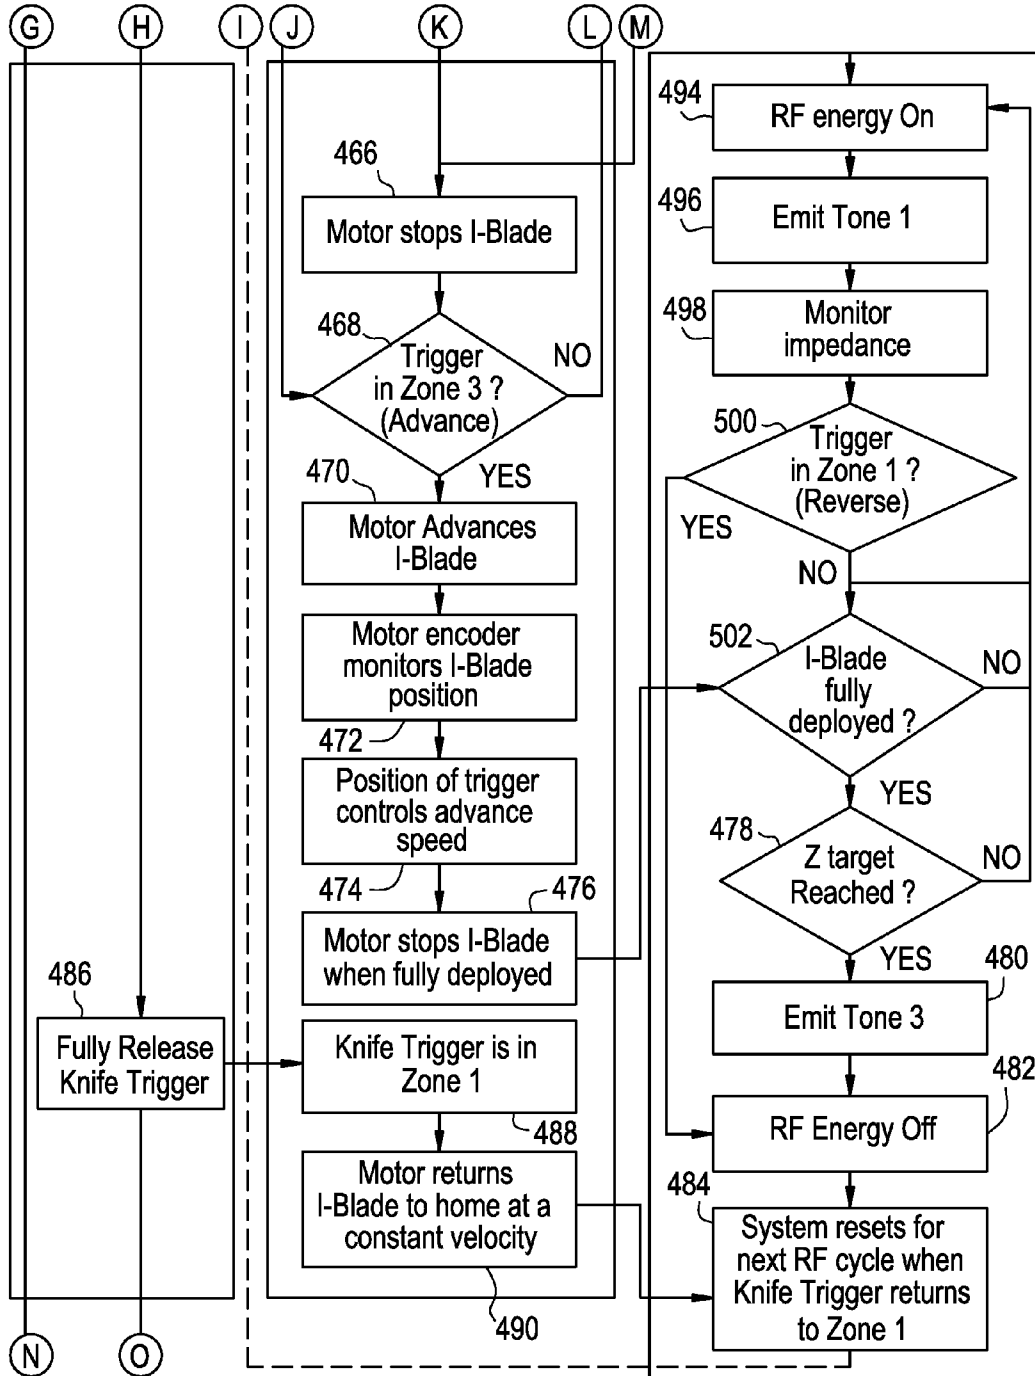 G
H
I
J
K
L
M
466
Motor stops I-Blade
468
Trigger
in Zone 3 ?
(Advance)
NO
YES
470
Motor Advances
I-Blade
Motor encoder
monitors I-Blade
position
472
Position of trigger
controls advance
speed
474
476
Motor stops I-Blade
when fully deployed
486
Fully Release
Knife Trigger
Knife Trigger is in
Zone 1
488
Motor returns
I-Blade to home at a
constant velocity
490
494
RF energy On
496
Emit Tone 1
498
Monitor
impedance
500
Trigger
in Zone 1 ?
(Reverse)
YES
NO
502
I-Blade
fully
deployed ?
NO
YES
478
Z target
Reached ?
NO
YES
480
Emit Tone 3
482
RF Energy Off
484
System resets for
next RF cycle when
Knife Trigger returns
to Zone 1
N
O